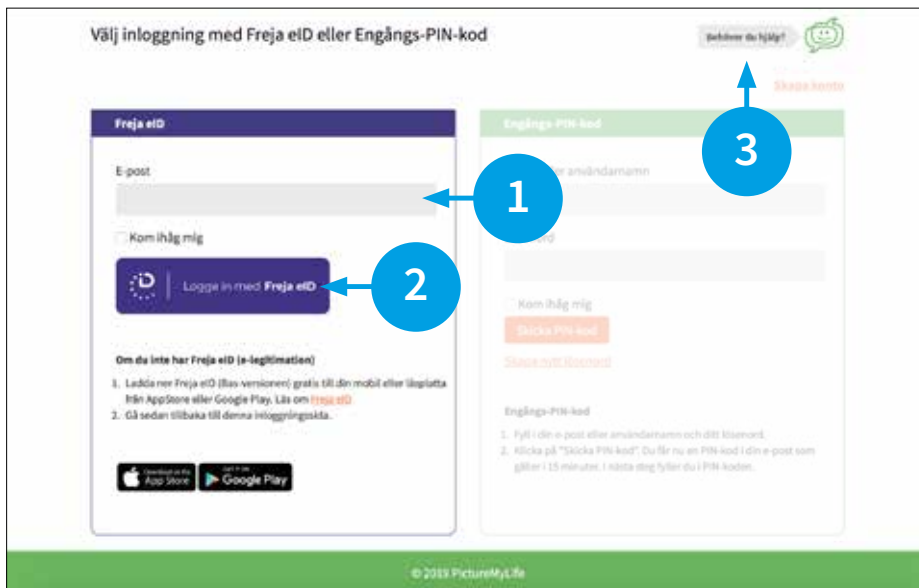 Välj inloggning med Freja eID eller Engångs-PIN-kod
Behöver du hjälp?
Skapa konto
Freja eID
E-post
1
Kom ihåg mig
Logga in med Freja eID
2
Om du inte har Freja eID (e-legitimation)
1. Ladda ner Freja eID (Bas-versionen) gratis till din mobil eller läsplatta
från AppStore eller Google Play. Läs om Freja eID
2. Gå sedan tillbaka till denna inloggningssida.
App Store
Google Play
Engångs-PIN-kod
3
användarnamn
Kom ihåg mig
Skicka PIN-kod
Skapa nytt lösenord
Engångs-PIN-kod
1. Fyll i din e-post eller användarnamn och ditt lösenord.
2. Klicka på "Skicka PIN-kod". Du får nu en PIN-kod i din e-post som
gäller i 15 minuter. I nästa steg fyller du i PIN-koden.
© 2019 PictureMyLife